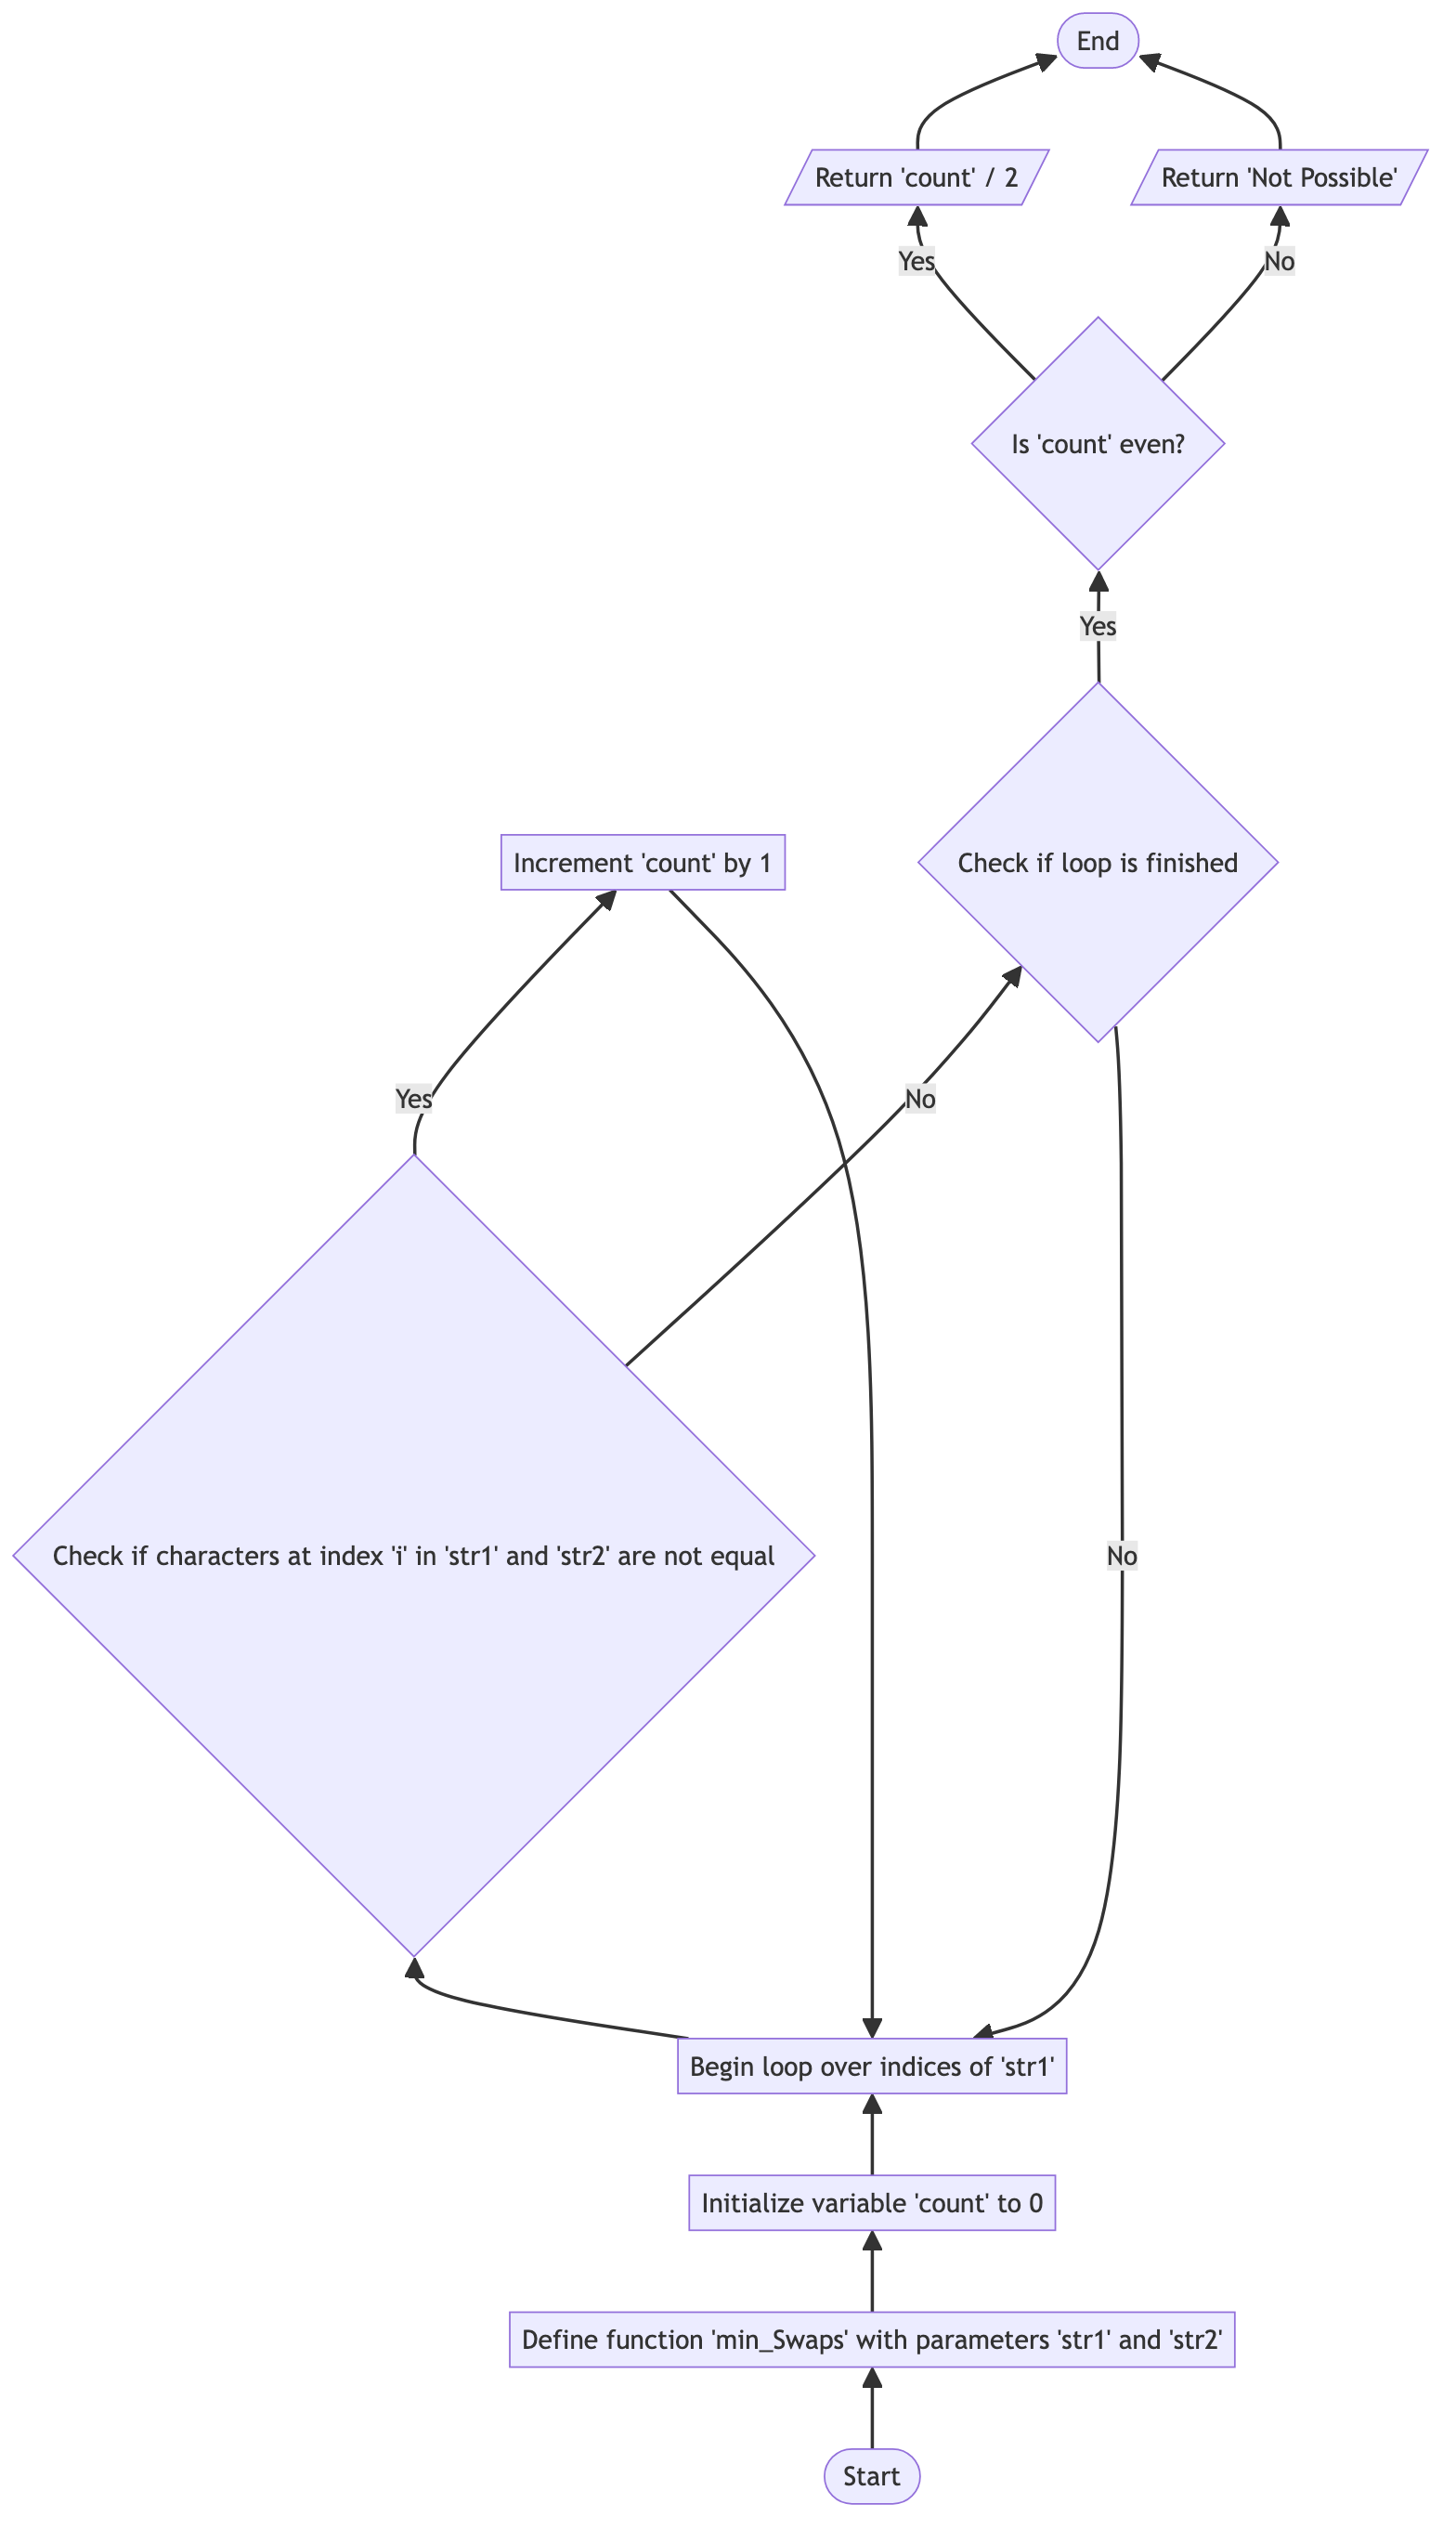 End
Return 'count' / 2
Return 'Not Possible'
Yes
No
Is 'count' even?
Yes
Increment 'count' by 1
Check if loop is finished
Yes
No
Check if characters at index 'i' in 'str1' and 'str2' are not equal
No
Begin loop over indices of 'str1'
Initialize variable 'count' to 0
Define function 'min_Swaps' with parameters 'str1' and 'str2'
Start